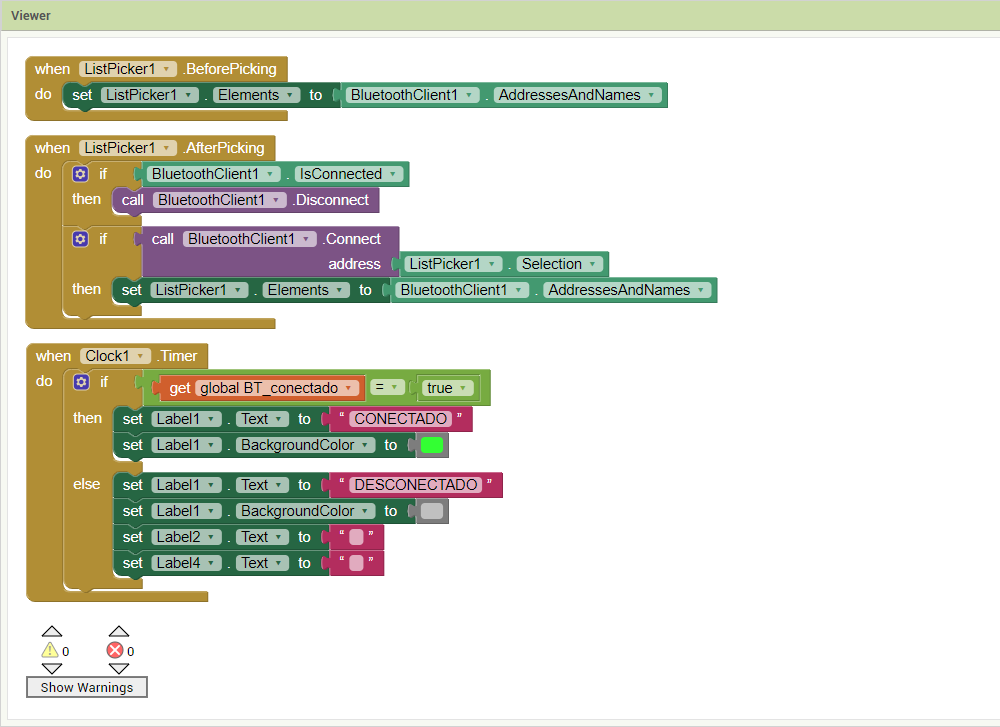 Viewer
when ListPicker1 .BeforePicking
do set ListPicker1 . Elements to BluetoothClient1 . AddressesAndNames
when ListPicker1 .AfterPicking
do if BluetoothClient1 . IsConnected
then call BluetoothClient1 .Disconnect
if call BluetoothClient1 .Connect
address ListPicker1 . Selection
then set ListPicker1 . Elements to BluetoothClient1 . AddressesAndNames
when Clock1 .Timer
do if get global BT_conectado = true
then set Label1 . Text to “ CONECTADO ”
set Label1 . BackgroundColor to
else set Label1 . Text to “ DESCONECTADO ”
set Label1 . BackgroundColor to
set Label2 . Text to “ ”
set Label4 . Text to “ ”
0 0
Show Warnings